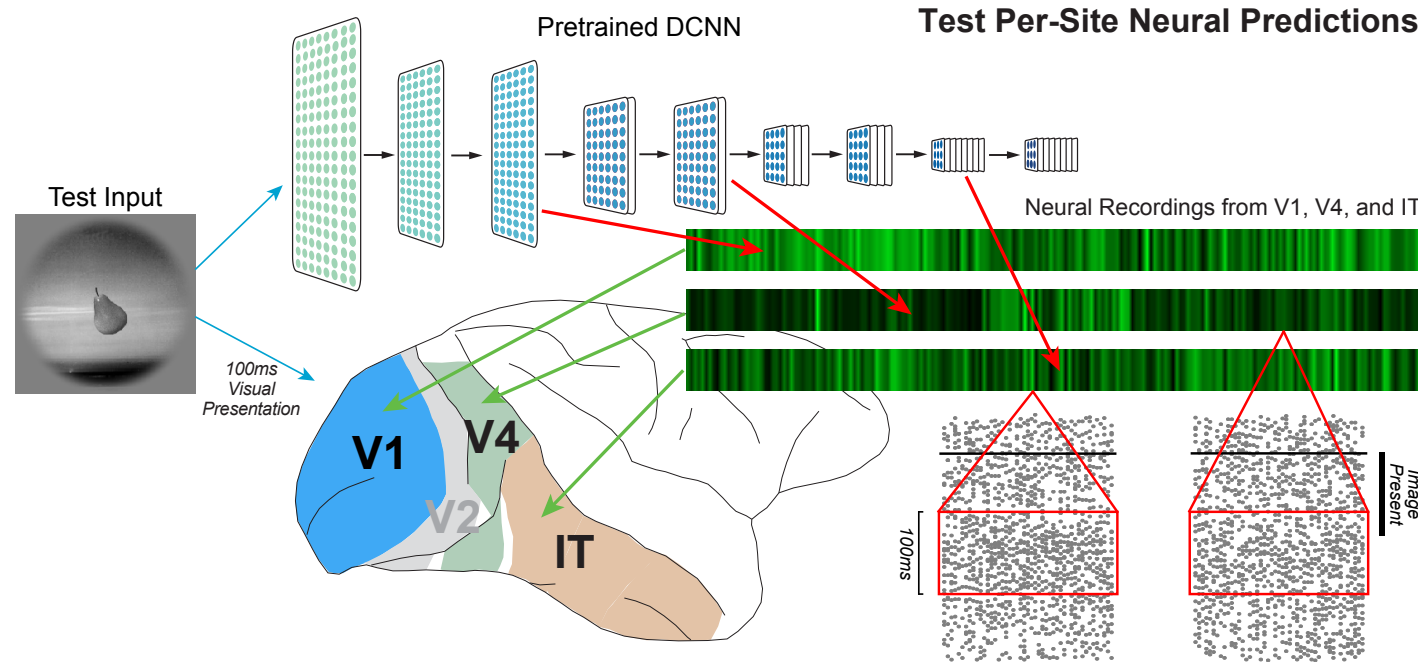 Pretrained DCNN
Test Per-Site Neural Predictions
Test Input
Neural Recordings from V1, V4, and IT
100ms
Visual
Presentation
V1
V4
V2
IT
Image
Present
100ms